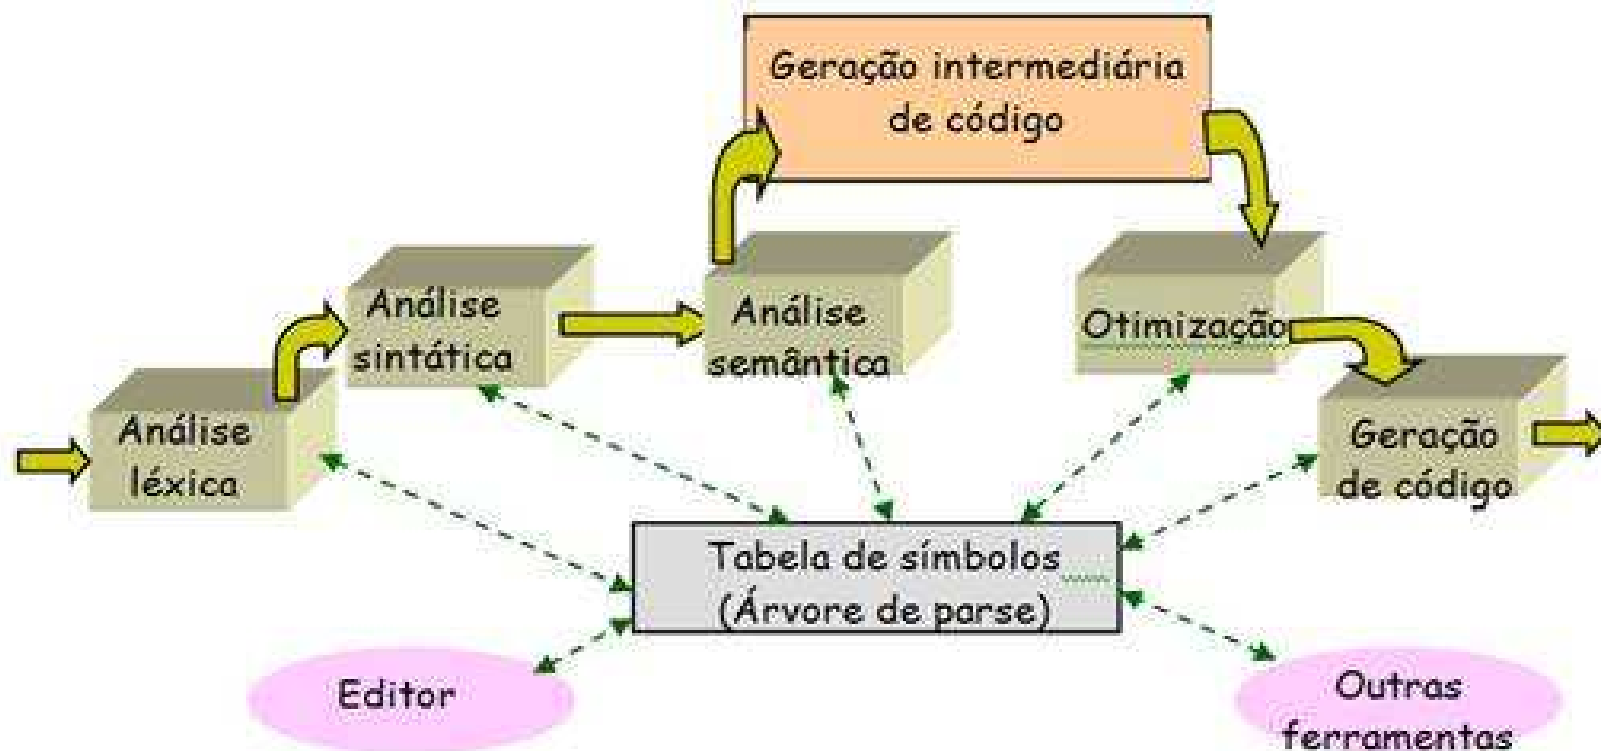 Geração intermediária
de código
Análise
sintática
Análise
semântica
Otimização
Análise
léxica
Geração
de código
Tabela de símbolos
(Árvore de parse)
Editor
Outras
ferramentas